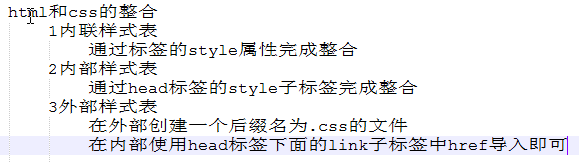 html和css的整合
1内联样式表
通过标签的style属性完成整合
2内部样式表
通过head标签的style子标签完成整合
3外部样式表
在外部创建一个后缀名为.css的文件
在内部使用head标签下面的link子标签中href导入即可